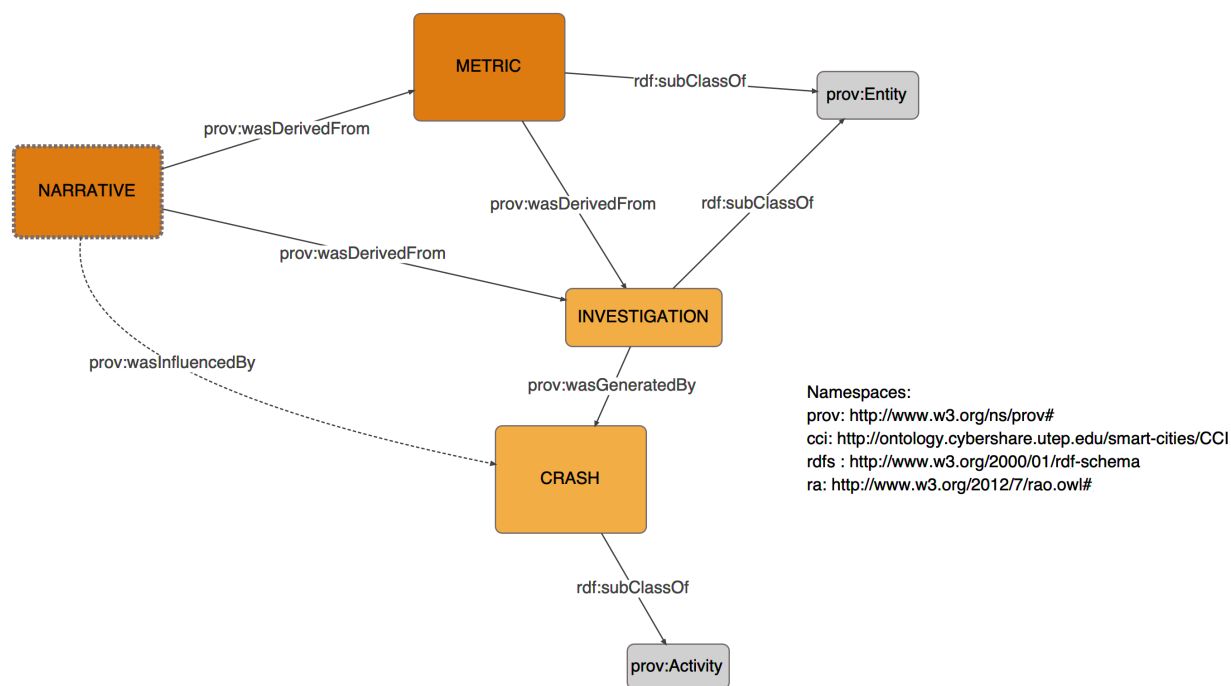 METRIC
rdf:subClassOf
prov:Entity
prov:wasDerivedFrom
NARRATIVE
prov:wasDerivedFrom
rdf:subClassOf
prov:wasDerivedFrom
INVESTIGATION
prov:wasInfluencedBy
prov:wasGeneratedBy
Namespaces:
prov: http://www.w3.org/ns/prov#
cci: http://ontology.cybershare.utep.edu/smart-cities/CCI
rdfs : http://www.w3.org/2000/01/rdf-schema
ra: http://www.w3.org/2012/7/rao.owl#
CRASH
rdf:subClassOf
prov:Activity